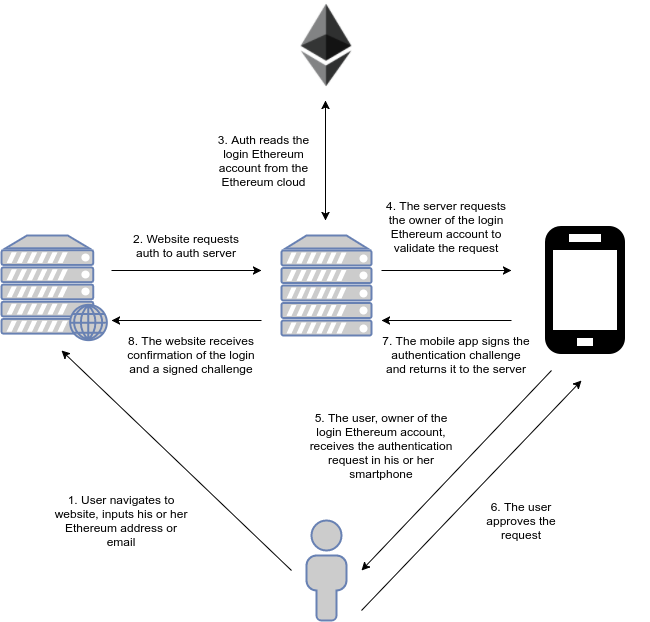 3. Auth reads the
login Ethereum
account from the
Ethereum cloud
4. The server requests
the owner of the login
Ethereum account to
validate the request
2. Website requests
auth to auth server
8. The website receives
confirmation of the login
and a signed challenge
7. The mobile app signs the
authentication challenge
and returns it to the server
5. The user, owner of the
login Ethereum account,
receives the authentication
request in his or her
smartphone
1. User navigates to
website, inputs his or her
Ethereum address or
email
6. The user
approves the
request